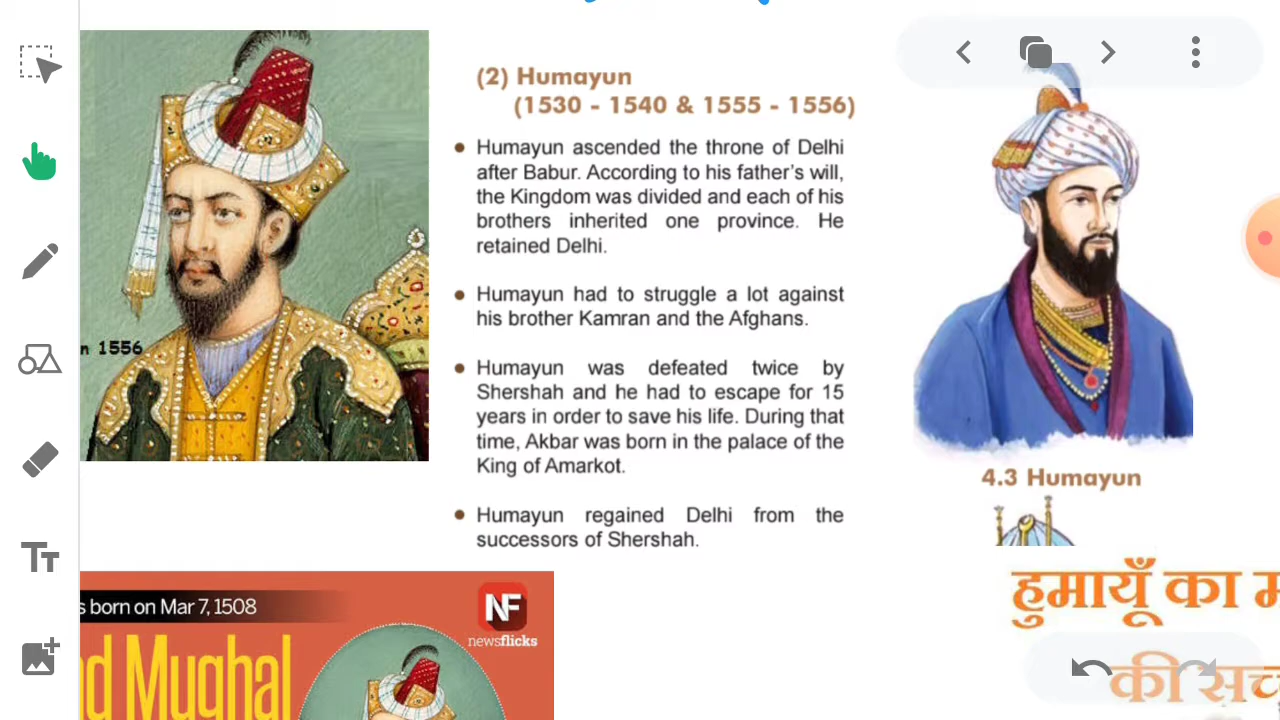 (2) Humayun
(1530 - 1540 & 1555 - 1556)
Humayun ascended the throne of Delhi
after Babur. According to his father's will,
the Kingdom was divided and each of his
brothers inherited one province. He
retained Delhi.
Humayun had to struggle a lot against
his brother Kamran and the Afghans.
Humayun was defeated twice by
Shershah and he had to escape for 15
years in order to save his life. During that
time, Akbar was born in the palace of the
King of Amarkot.
Humayun regained Delhi from the
successors of Shershah.
n 1556
4.3 Humayun
s born on Mar 7, 1508
NF
newsflicks
d Mughal
हुमायूँ का म
की सच
Tт